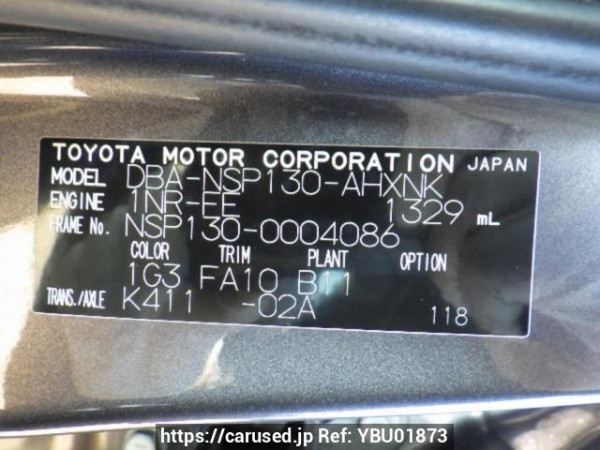 TOYOTA MOTOR CORPORATION JAPAN
MODEL DBA-NSP130-AHXNK
ENGINE 1NR-FE 1329 mL
FRAME No. NSP130-0004086
COLOR TRIM PLANT OPTION
1G3 FA10 B11
TRANS./AXLE K411 -02A 118
https://carused.jp Ref: YBU01873